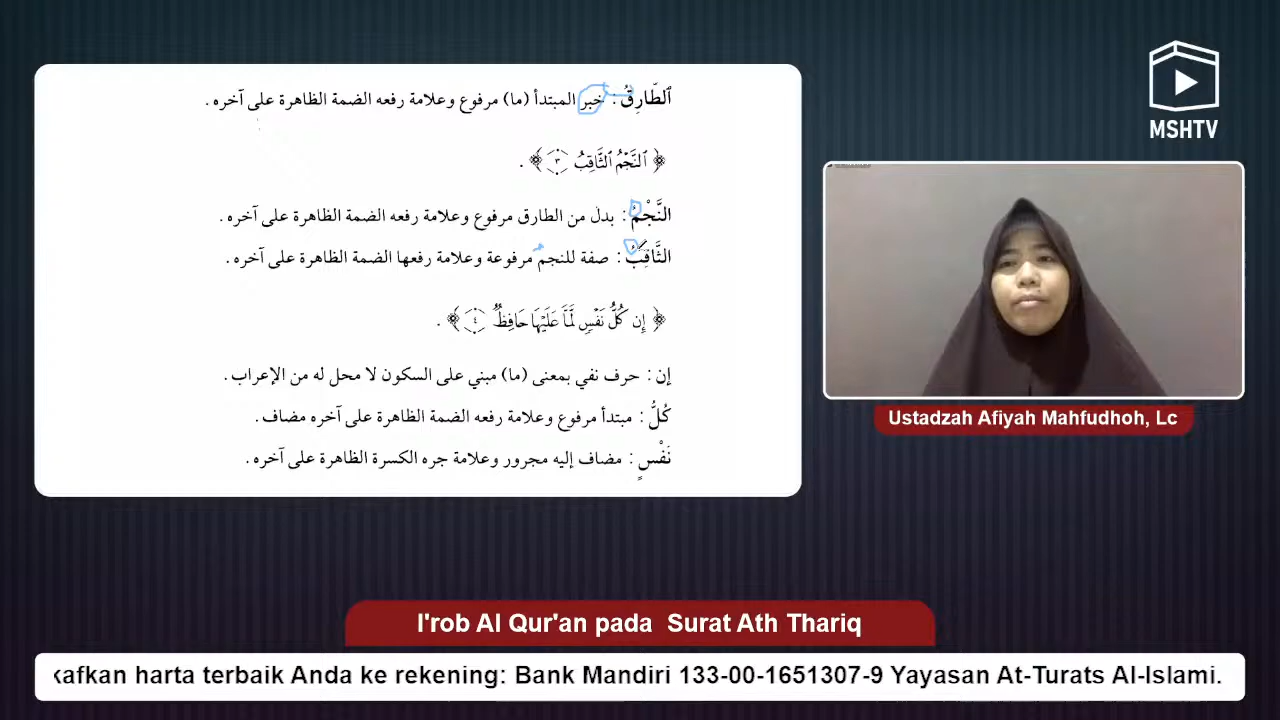 ٱلطَّارِقُ : خبر المبتدأ (ما) مرفوع وعلامة رفعه الضمة الظاهرة على آخره .
﴿ ٱلنَّجْمُ ٱلثَّاقِبُ ٣ ﴾ .
النَّجْمُ : بدل من الطارق مرفوع وعلامة رفعه الضمة الظاهرة على آخره .
الثَّاقِبُ : صفة للنجم مرفوعة وعلامة رفعها الضمة الظاهرة على آخره .
﴿ إِن كُلُّ نَفْسٍ لَّمَّا عَلَيْهَا حَافِظٌ ٤ ﴾ .
إن : حرف نفي بمعنى (ما) مبني على السكون لا محل له من الإعراب .
كُلُّ : مبتدأ مرفوع وعلامة رفعه الضمة الظاهرة على آخره مضاف .
نَفْسٍ : مضاف إليه مجرور وعلامة جره الكسرة الظاهرة على آخره .
MSHTV
Ustadzah Afiyah Mahfudhoh, Lc
I'rob Al Qur'an pada Surat Ath Thariq
kafkan harta terbaik Anda ke rekening: Bank Mandiri 133-00-1651307-9 Yayasan At-Turats Al-Islami.